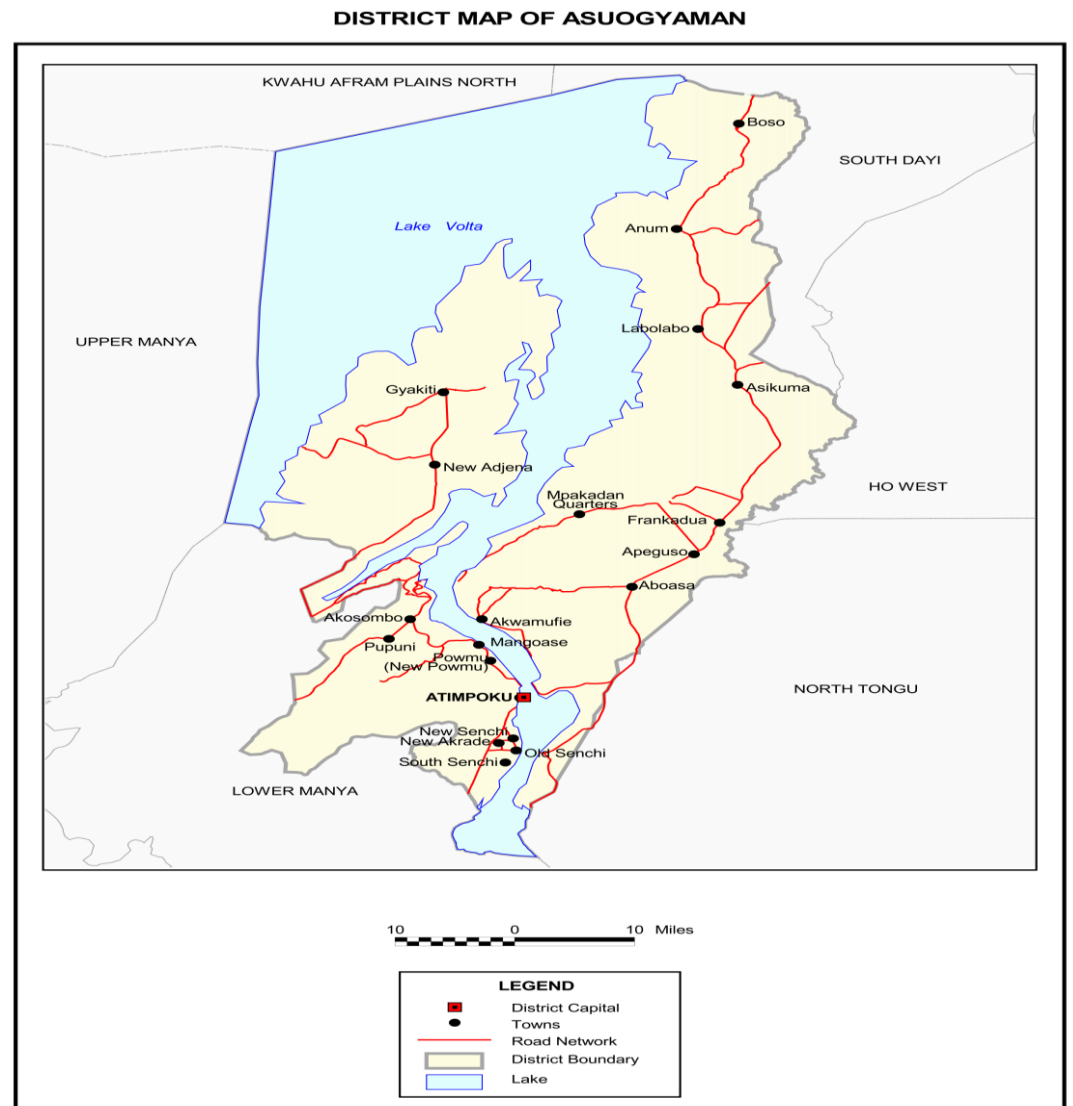 DISTRICT MAP OF ASUOGYAMAN
KWAHU AFRAM PLAINS NORTH
Boso
SOUTH DAYI
Lake Volta
Anum
Labolabo
UPPER MANYA
Gyakiti
Asikuma
New Adjena
HO WEST
Mpakadan
Quarters
Frankadua
Apeguso
Aboasa
Akosombo
Akwamufie
Pupuni
Mangoase
Powmu
(New Powmu)
ATIMPOKU
NORTH TONGU
New Senchi
New Akrade
Old Senchi
South Senchi
LOWER MANYA
10 0 10 Miles
LEGEND
District Capital
Towns
Road Network
District Boundary
Lake